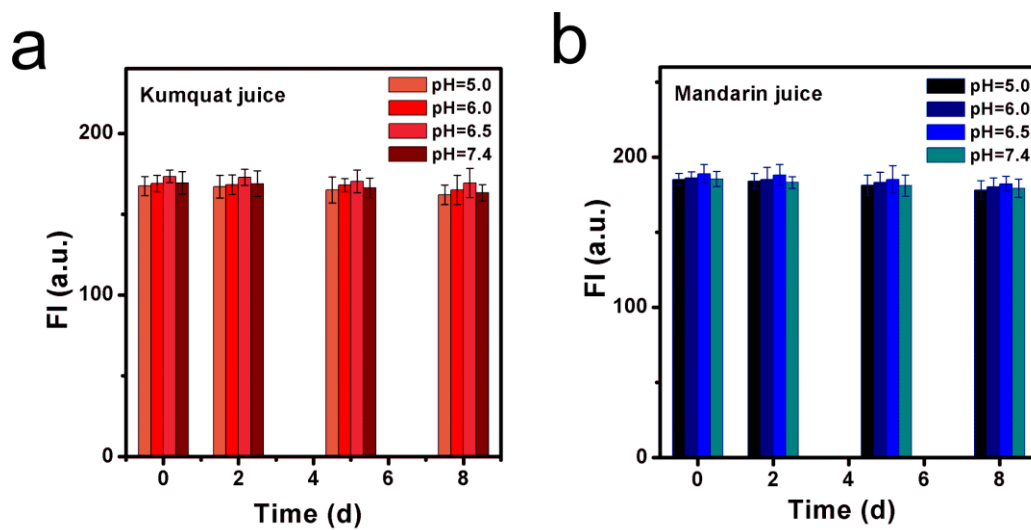 a
Kumquat juice
pH=5.0
pH=6.0
pH=6.5
pH=7.4
200
100
0
FI (a.u.)
0 2 4 6 8
Time (d)
b
Mandarin juice
pH=5.0
pH=6.0
pH=6.5
pH=7.4
200
100
0
FI (a.u.)
0 2 4 6 8
Time (d)